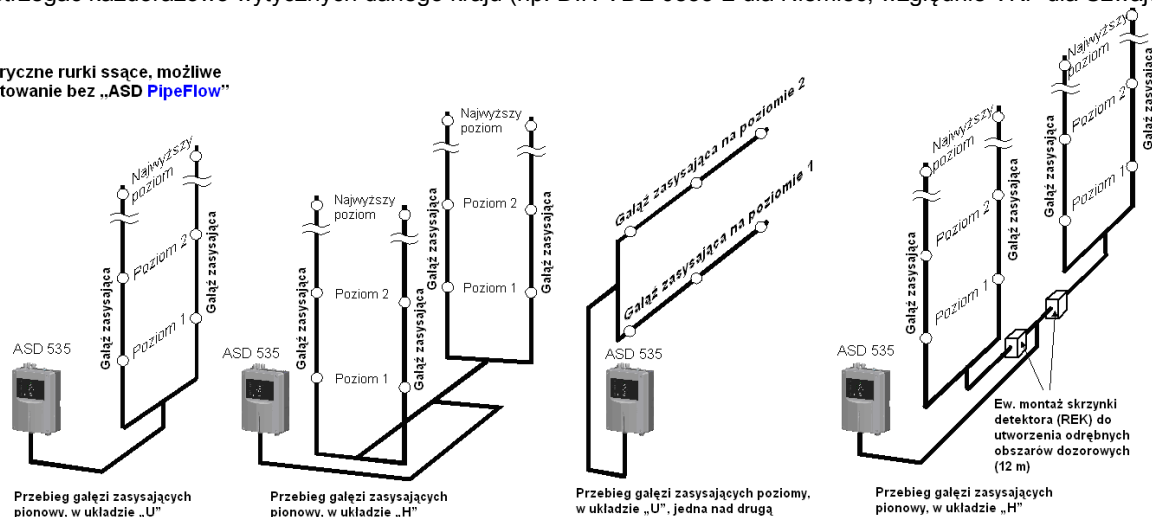 trzegać każdorazowo wytycznych danego kraju (np. DIN VDE 0833-2 dla Niemiec, względnie VKF dla Szwaj
ryczne rurki ssące, możliwe
towanie bez „ASD PipeFlow”
Najwyższy
poziom
Poziom 2
Poziom 1
Gałąź zasysająca
Gałąź zasysająca
ASD 535
Przebieg gałęzi zasysających
pionowy, w układzie „U”
Najwyższy
poziom
Poziom 2
Poziom 1
Gałąź zasysająca
Gałąź zasysająca
Najwyższy
poziom
Poziom 2
Poziom 1
Gałąź zasysająca
Gałąź zasysająca
ASD 535
Przebieg gałęzi zasysających
pionowy, w układzie „H”
Gałąź zasysająca na poziomie 2
Gałąź zasysająca na poziomie 1
ASD 535
Przebieg gałęzi zasysających poziomy,
w układzie „U”, jedna nad drugą
Najwyższy
poziom
Poziom 2
Poziom 1
Gałąź zasysająca
Gałąź zasysająca
Najwyższy
poziom
Poziom 2
Poziom 1
Gałąź zasysająca
Gałąź zasysająca
ASD 535
Ew. montaż skrzynki
detektora (REK) do
utworzenia odrębnych
obszarów dozorowych
(12 m)
Przebieg gałęzi zasysających
pionowy, w układzie „H”